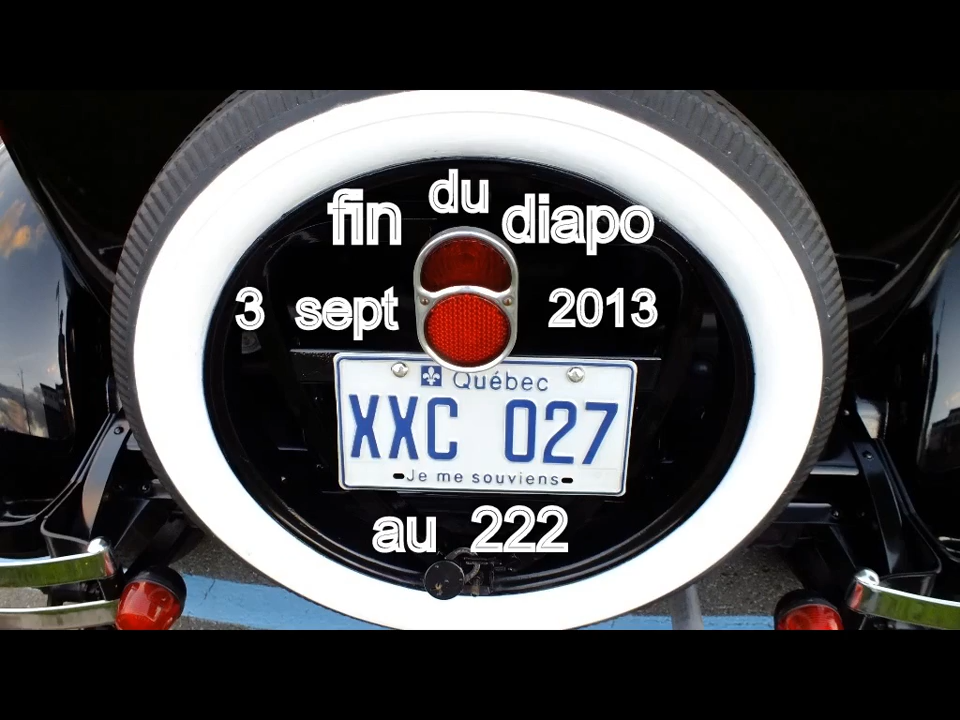 fin du diapo
3 sept 2013
Québec
XXC 027
Je me souviens
au 222